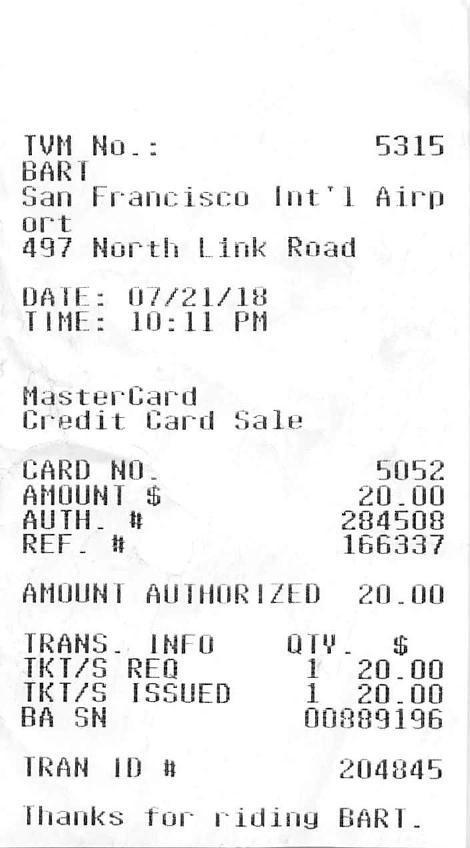 TVM No.: 5315
BART
San Francisco Int'l Airp
ort
497 North Link Road
DATE: 07/21/18
TIME: 10:11 PM
MasterCard
Credit Card Sale
CARD NO. 5052
AMOUNT $ 20.00
AUTH. # 284508
REF. # 166337
AMOUNT AUTHORIZED 20.00
TRANS. INFO QTY. $
TKT/S REQ 1 20.00
TKT/S ISSUED 1 20.00
BA SN 00889196
TRAN ID # 204845
Thanks for riding BART.